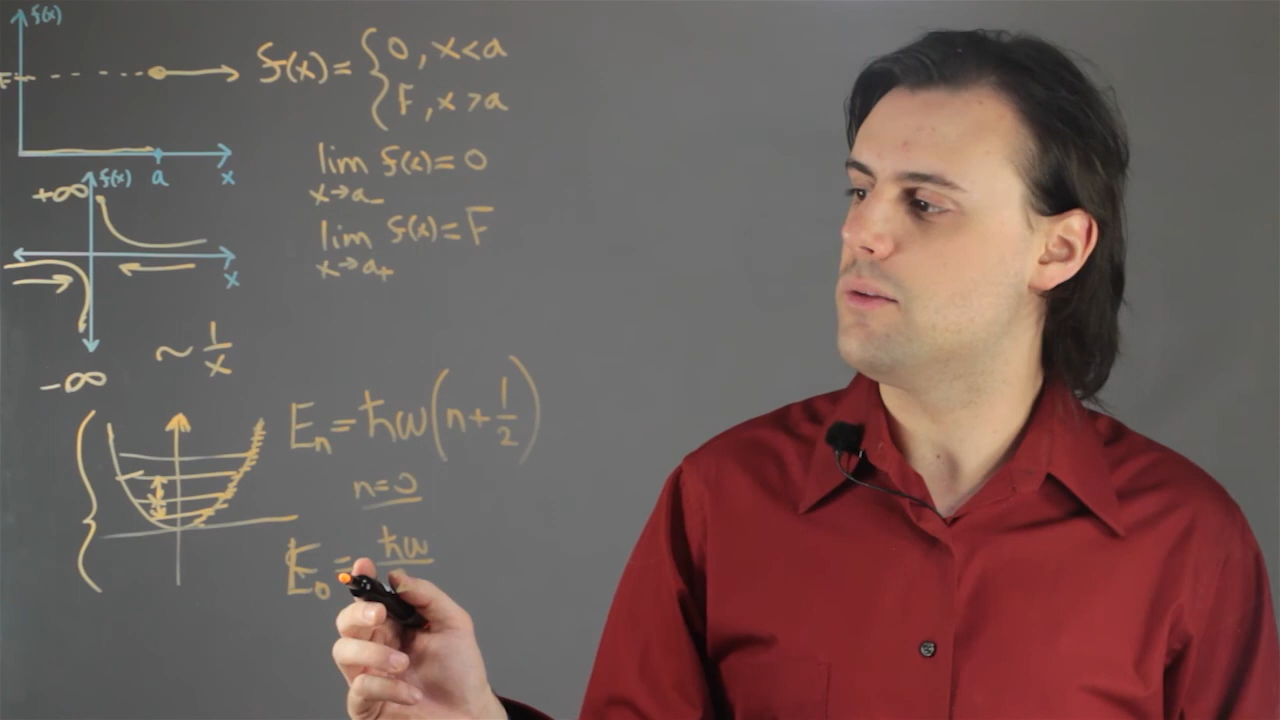 f(x)
F
f(x) = { 0, x<a
F, x>a
a x
lim f(x) = 0
x→a₋
lim f(x) = F
x→a₊
+∞ f(x)
x
-∞
~ 1/x
Eₙ = ħω(n + 1/2)
n=0
E₀ = ħω